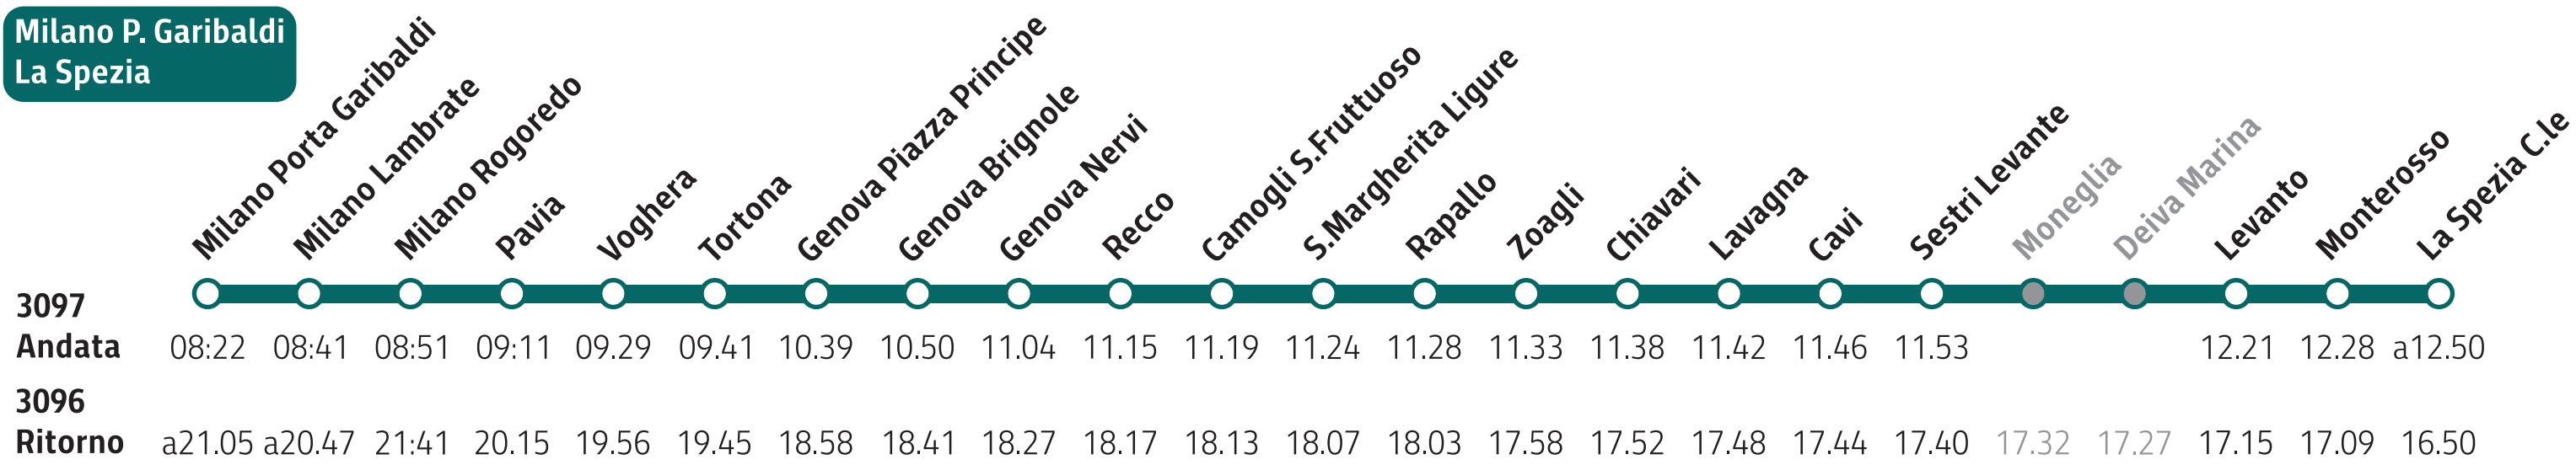 Milano P. Garibaldi
La Spezia
Milano Porta Garibaldi
Milano Lambrate
Milano Rogoredo
Pavia
Voghera
Tortona
Genova Piazza Principe
Genova Brignole
Genova Nervi
Recco
Camogli S.Fruttuoso
S.Margherita Ligure
Rapallo
Zoagli
Chiavari
Lavagna
Cavi
Sestri Levante
Moneglia
Deiva Marina
Levanto
Monterosso
La Spezia C.le
3097
Andata 08:22 08:41 08:51 09:11 09.29 09.41 10.39 10.50 11.04 11.15 11.19 11.24 11.28 11.33 11.38 11.42 11.46 11.53 12.21 12.28 a12.50
3096
Ritorno a21.05 a20.47 21:41 20.15 19.56 19.45 18.58 18.41 18.27 18.17 18.13 18.07 18.03 17.58 17.52 17.48 17.44 17.40 17.32 17.27 17.15 17.09 16.50